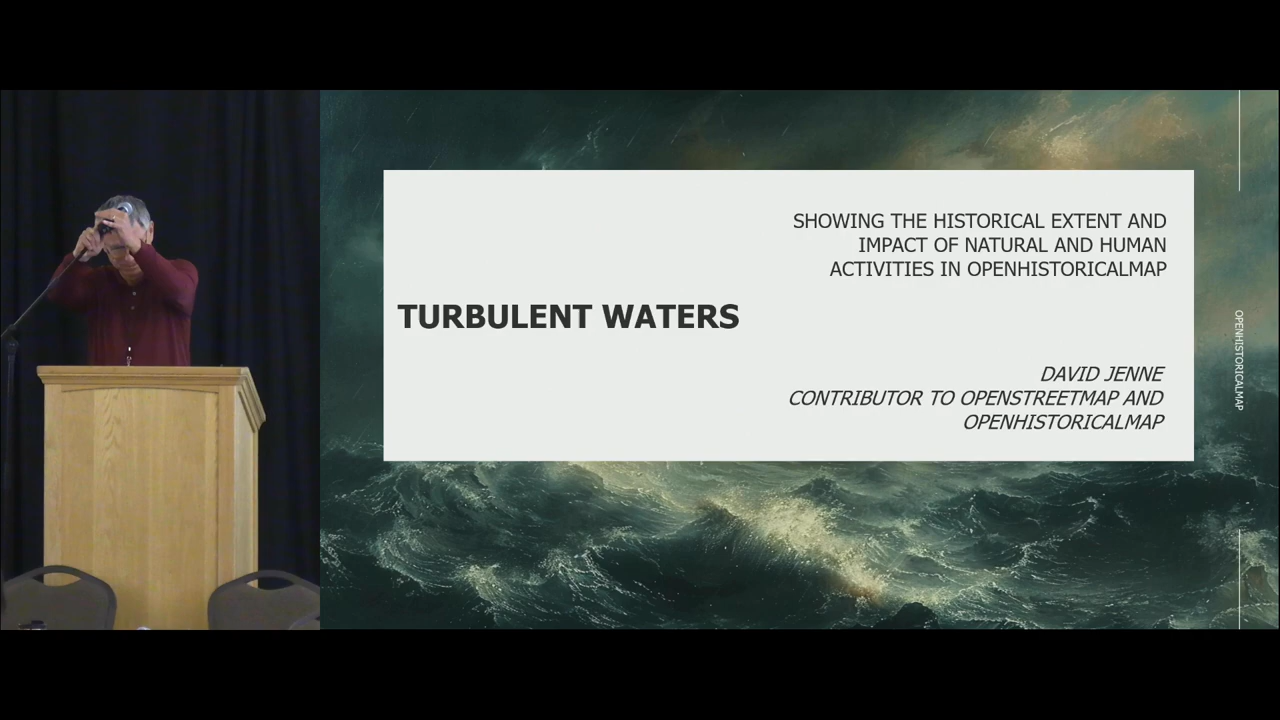 SHOWING THE HISTORICAL EXTENT AND
IMPACT OF NATURAL AND HUMAN
ACTIVITIES IN OPENHISTORICALMAP
TURBULENT WATERS
DAVID JENNE
CONTRIBUTOR TO OPENSTREETMAP AND
OPENHISTORICALMAP
OPENHISTORICALMAP